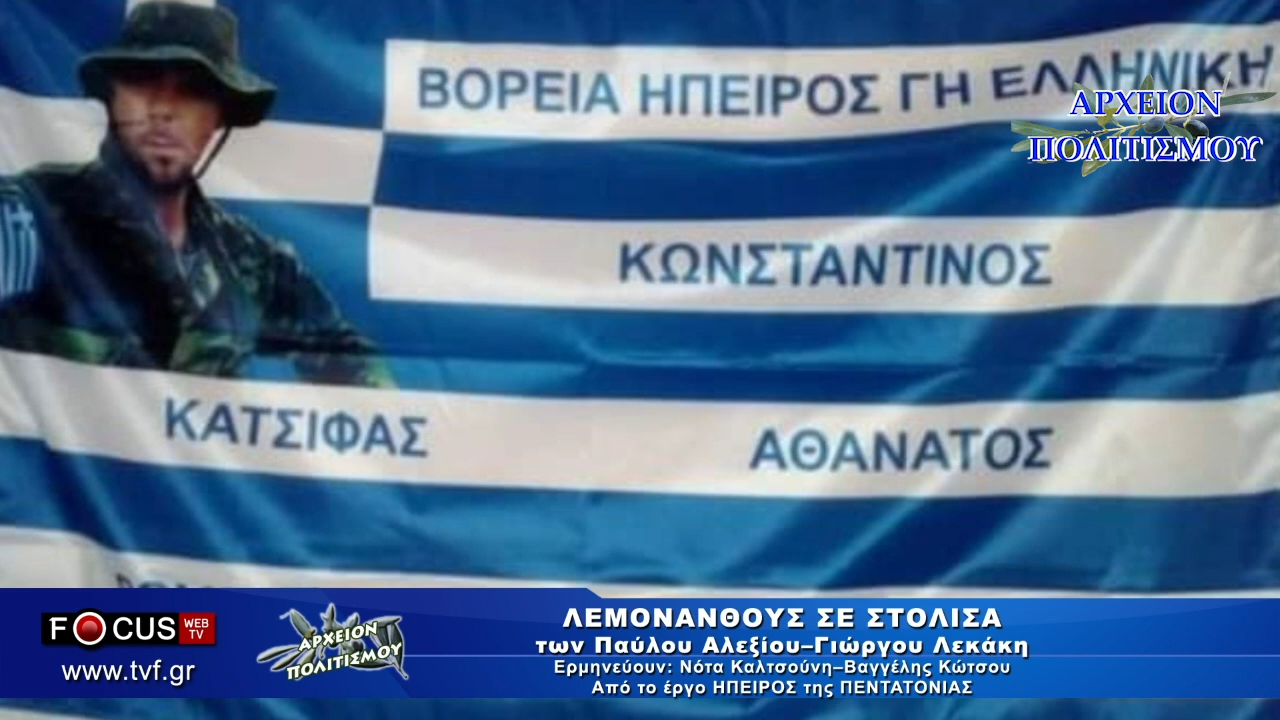 ΒΟΡΕΙΑ ΗΠΕΙΡΟΣ ΓΗ ΕΛΛΗΝΙΚΗ
ΑΡΧΕΙΟΝ
ΠΟΛΙΤΙΣΜΟΥ
ΚΩΝΣΤΑΝΤΙΝΟΣ
ΚΑΤΣΙΦΑΣ ΑΘΑΝΑΤΟΣ
FOCUS WEB TV
www.tvf.gr
ΑΡΧΕΙΟΝ
ΠΟΛΙΤΙΣΜΟΥ
ΛΕΜΟΝΑΝΘΟΥΣ ΣΕ ΣΤΟΛΙΣΑ
των Παύλου Αλεξίου–Γιώργου Λεκάκη
Ερμηνεύουν: Νότα Καλτσούνη–Βαγγέλης Κώτσου
Από το έργο ΗΠΕΙΡΟΣ της ΠΕΝΤΑΤΟΝΙΑΣ